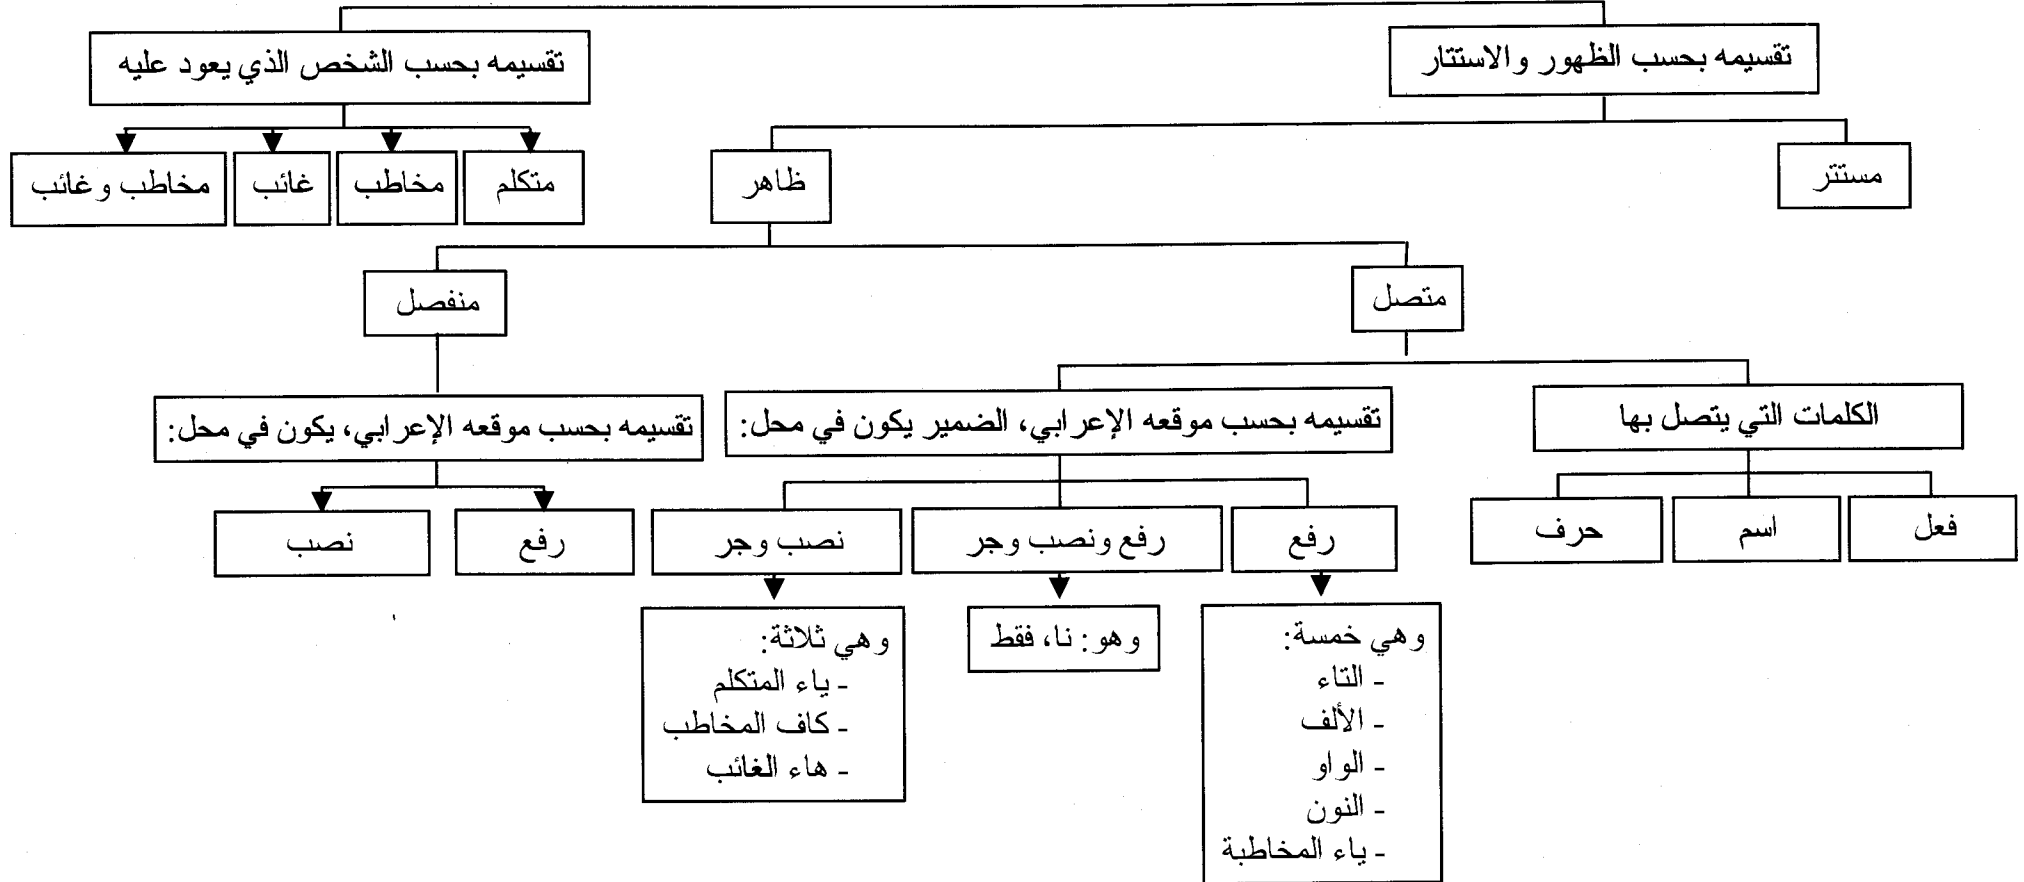 تقسيمه بحسب الظهور والاستتار
تقسيمه بحسب الشخص الذي يعود عليه
مستتر
ظاهر
متكلم
مخاطب
غائب
مخاطب وغائب
متصل
منفصل
الكلمات التي يتصل بها
تقسيمه بحسب موقعه الإعرابي، الضمير يكون في محل:
تقسيمه بحسب موقعه الإعرابي، يكون في محل:
فعل
اسم
حرف
رفع
رفع ونصب وجر
نصب وجر
رفع
نصب
وهي خمسة:
- التاء
- الألف
- الواو
- النون
- ياء المخاطبة
وهو: نا، فقط
وهي ثلاثة:
- ياء المتكلم
- كاف المخاطب
- هاء الغائب